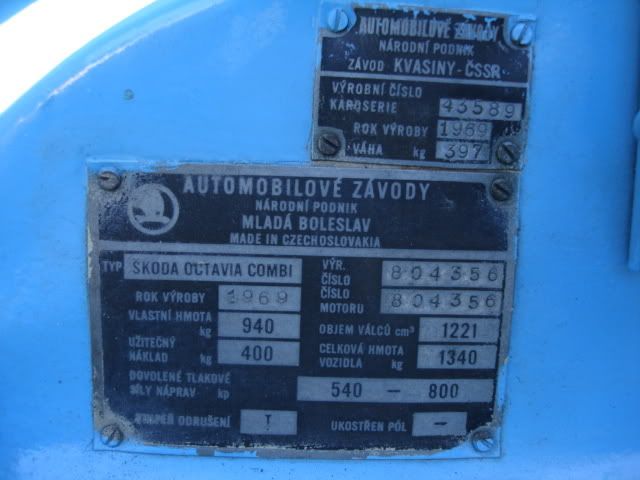 AUTOMOBILOVÉ ZÁVODY
NÁRODNÍ PODNIK
ZÁVOD KVASINY-ČSSR
VÝROBNÍ ČÍSLO
KAROSERIE 43589
ROK VÝROBY 1969
VÁHA kg 397
AUTOMOBILOVÉ ZÁVODY
NÁRODNÍ PODNIK
MLADÁ BOLESLAV
MADE IN CZECHOSLOVAKIA
TYP ŠKODA OCTAVIA COMBI
ROK VÝROBY 1969
VLASTNÍ HMOTA kg 940
UŽITEČNÝ NÁKLAD kg 400
VÝR. ČÍSLO 804356
ČÍSLO MOTORU 804356
OBJEM VÁLCŮ cm³ 1221
CELKOVÁ HMOTA VOZIDLA kg 1340
DOVOLENÉ TLAKOVÉ
SÍLY NÁPRAV kp 540 - 800
STUPEŇ ODRUŠENÍ I UKOSTŘEN PÓL -